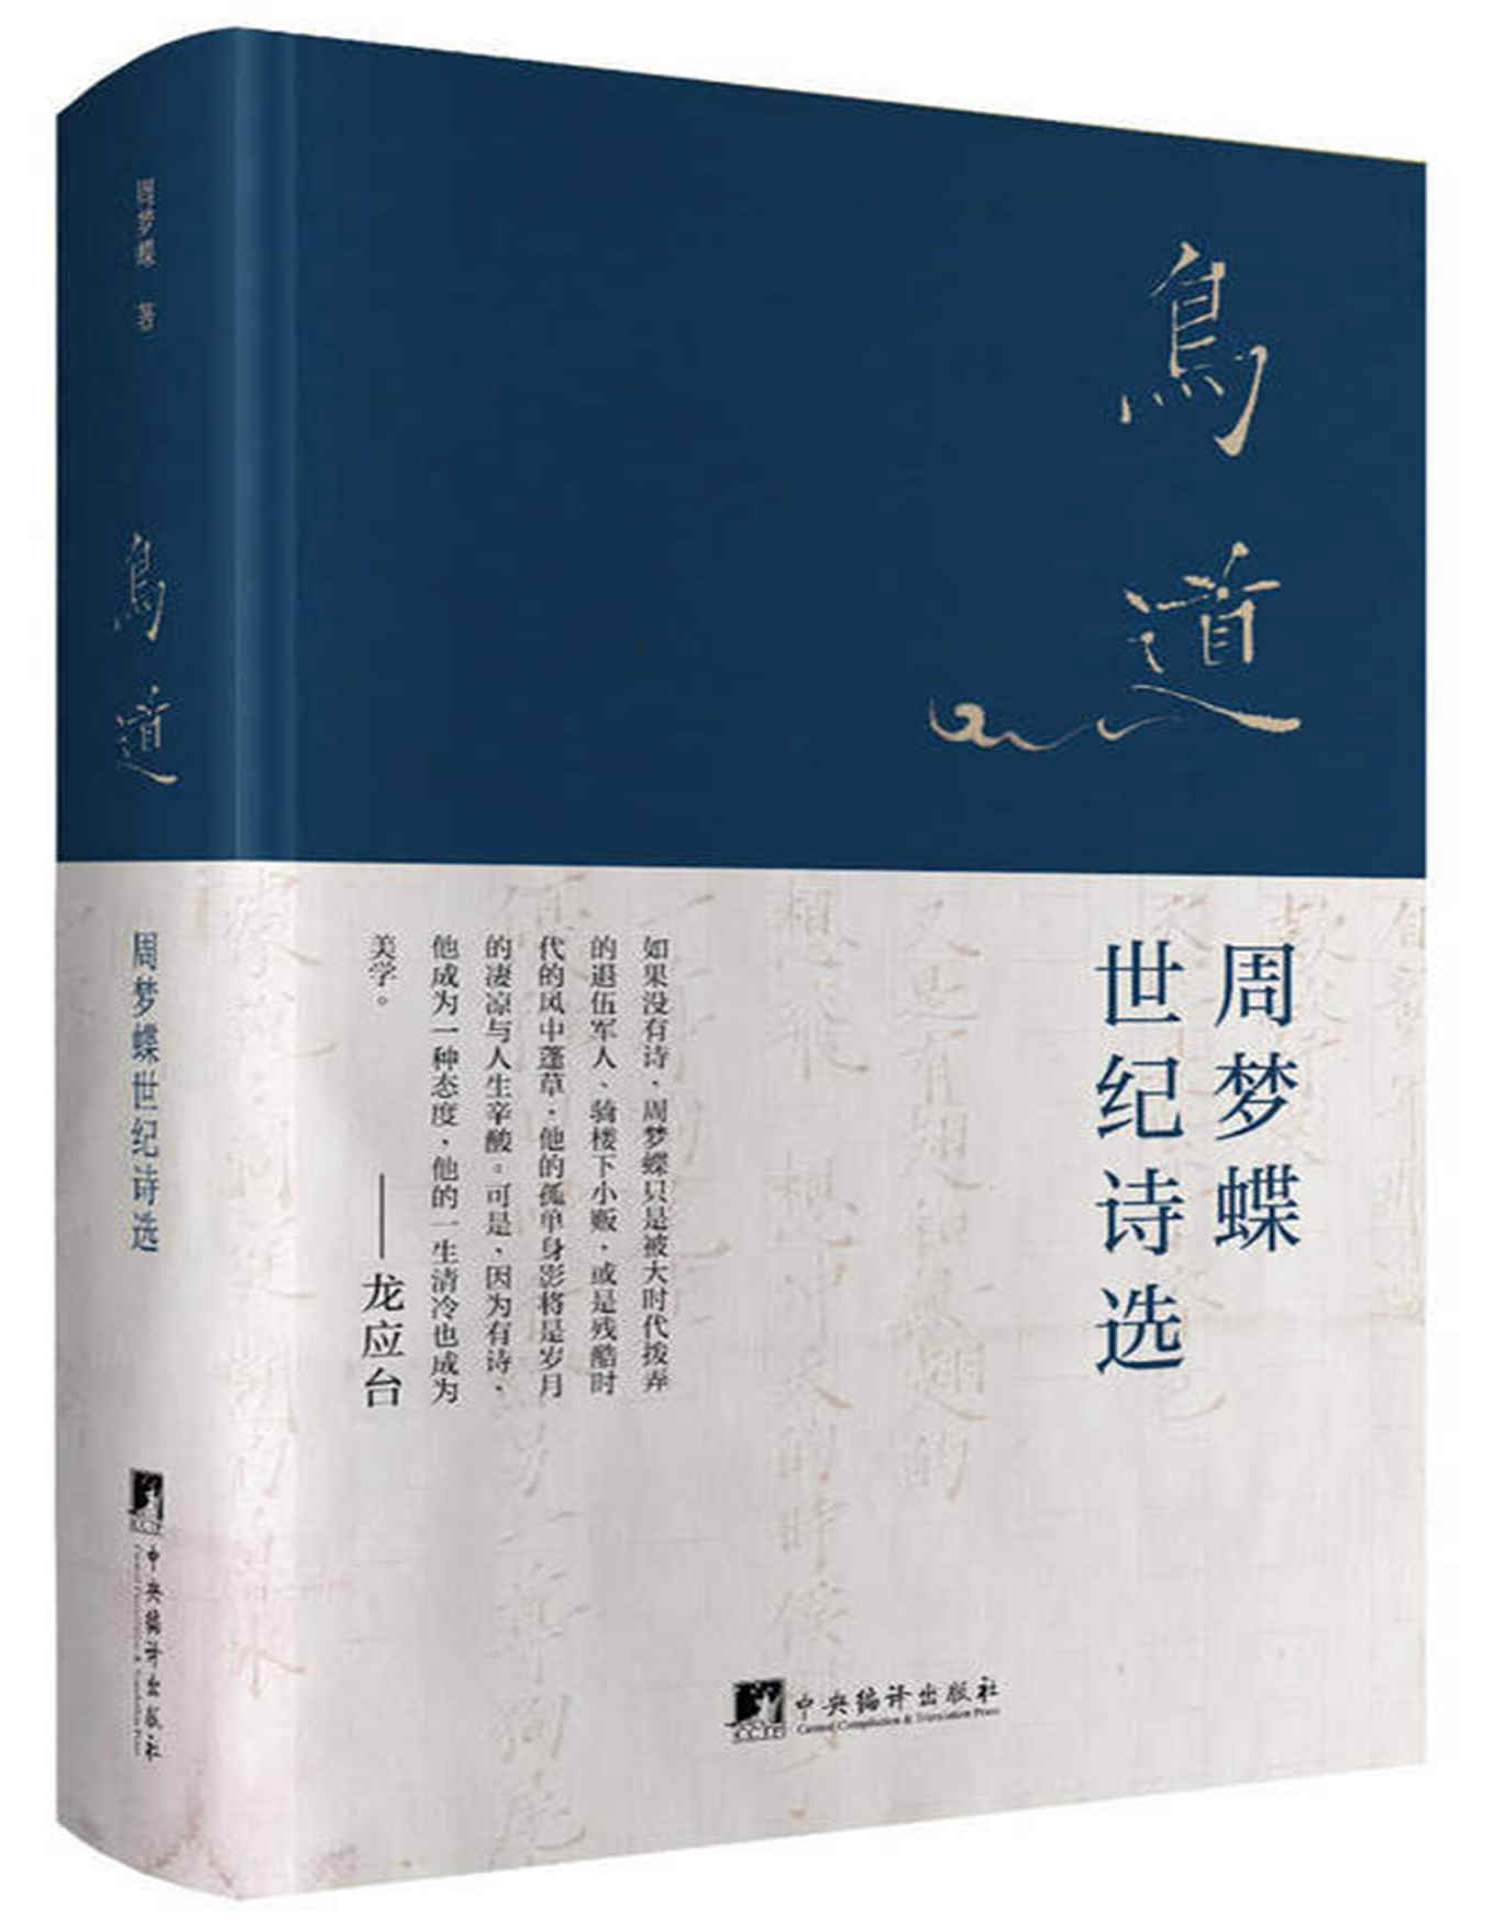 鳥道
周梦蝶
世纪诗选
如果没有诗，周梦蝶只是被大时代拨弄
的退伍军人、骑楼下小贩，或是残酷时
代的风中蓬草，他的孤单身影将是岁月
的凄凉与人生辛酸。可是，因为有诗，
他成为一种态度，他的一生清冷也成为
美学。
——龙应台
CCTP
中央编译出版社
Central Compilation & Translation Press
周梦蝶 著
鳥道
周梦蝶世纪诗选
CCTP
中央编译出版社
Central Compilation & Translation Press